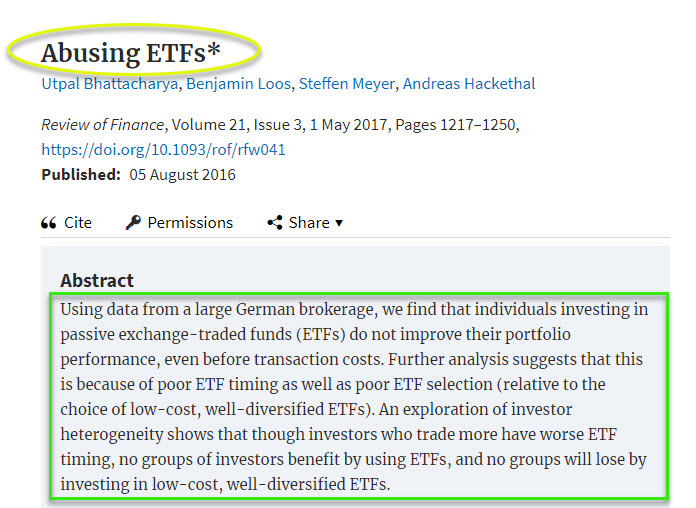 Abusing ETFs*
Utpal Bhattacharya, Benjamin Loos, Steffen Meyer, Andreas Hackethal
Review of Finance, Volume 21, Issue 3, 1 May 2017, Pages 1217–1250,
https://doi.org/10.1093/rof/rfw041
Published: 05 August 2016
Cite Permissions Share ▾
Abstract
Using data from a large German brokerage, we find that individuals investing in
passive exchange-traded funds (ETFs) do not improve their portfolio
performance, even before transaction costs. Further analysis suggests that this
is because of poor ETF timing as well as poor ETF selection (relative to the
choice of low-cost, well-diversified ETFs). An exploration of investor
heterogeneity shows that though investors who trade more have worse ETF
timing, no groups of investors benefit by using ETFs, and no groups will lose by
investing in low-cost, well-diversified ETFs.